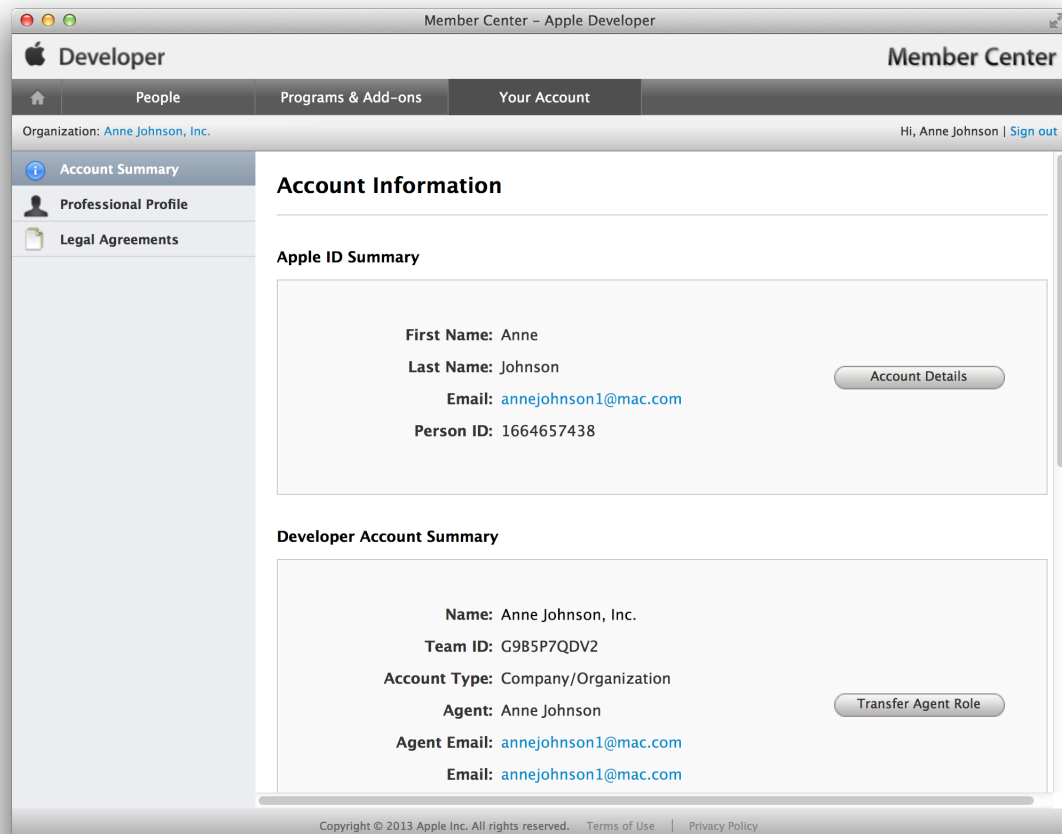 Member Center – Apple Developer
Developer
Member Center
People
Programs & Add-ons
Your Account
Organization: Anne Johnson, Inc.
Hi, Anne Johnson | Sign out
Account Summary
Professional Profile
Legal Agreements
Account Information
Apple ID Summary
First Name: Anne
Last Name: Johnson
Email: annejohnson1@mac.com
Person ID: 1664657438
Account Details
Developer Account Summary
Name: Anne Johnson, Inc.
Team ID: G9B5P7QDV2
Account Type: Company/Organization
Agent: Anne Johnson
Agent Email: annejohnson1@mac.com
Email: annejohnson1@mac.com
Transfer Agent Role
Copyright © 2013 Apple Inc. All rights reserved. Terms of Use | Privacy Policy